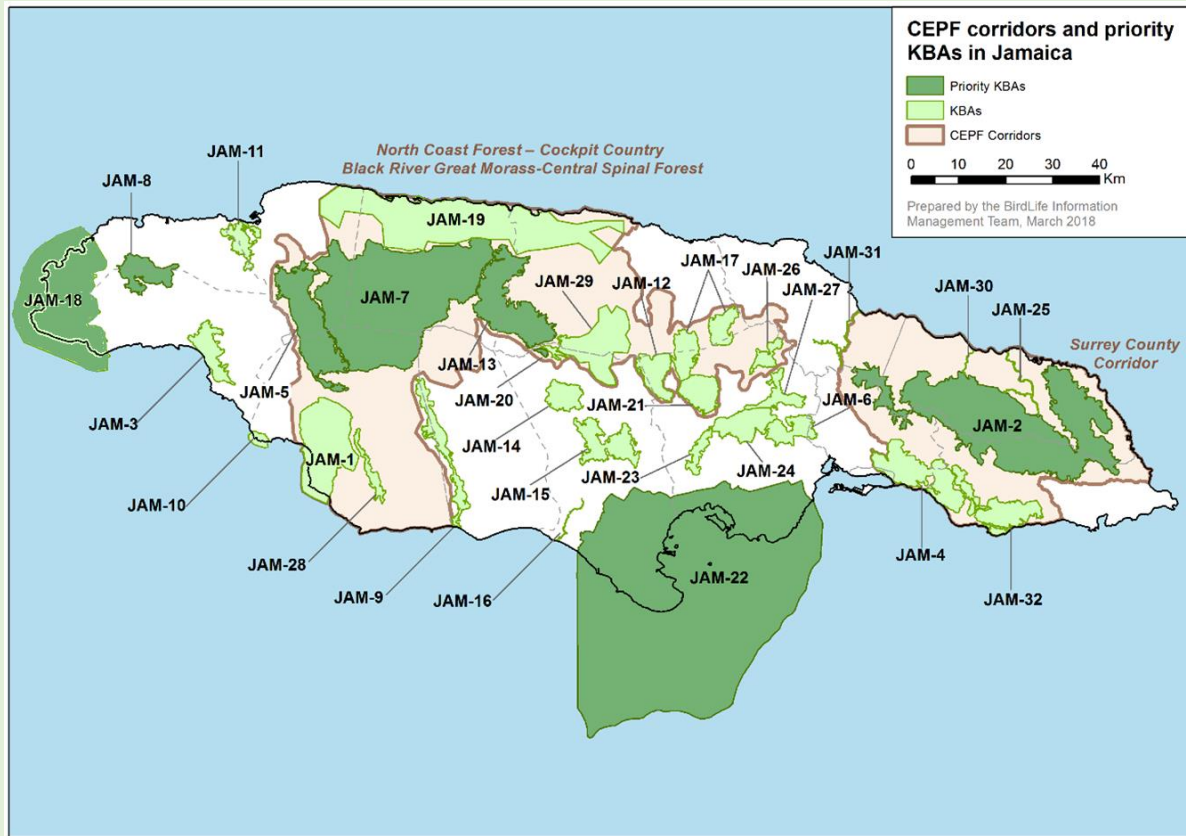 CEPF corridors and priority
KBAs in Jamaica
Priority KBAs
KBAs
CEPF Corridors
0 10 20 30 40
Km
Prepared by the BirdLife Information
Management Team, March 2018
North Coast Forest – Cockpit Country
Black River Great Morass-Central Spinal Forest
JAM-11
JAM-8
JAM-19
JAM-18
JAM-7
JAM-29
JAM-12
JAM-17
JAM-26
JAM-31
JAM-27
JAM-30
JAM-25
Surrey County
Corridor
JAM-13
JAM-5
JAM-20
JAM-21
JAM-6
JAM-2
JAM-3
JAM-14
JAM-1
JAM-15
JAM-23
JAM-24
JAM-10
JAM-28
JAM-9
JAM-16
JAM-22
JAM-4
JAM-32